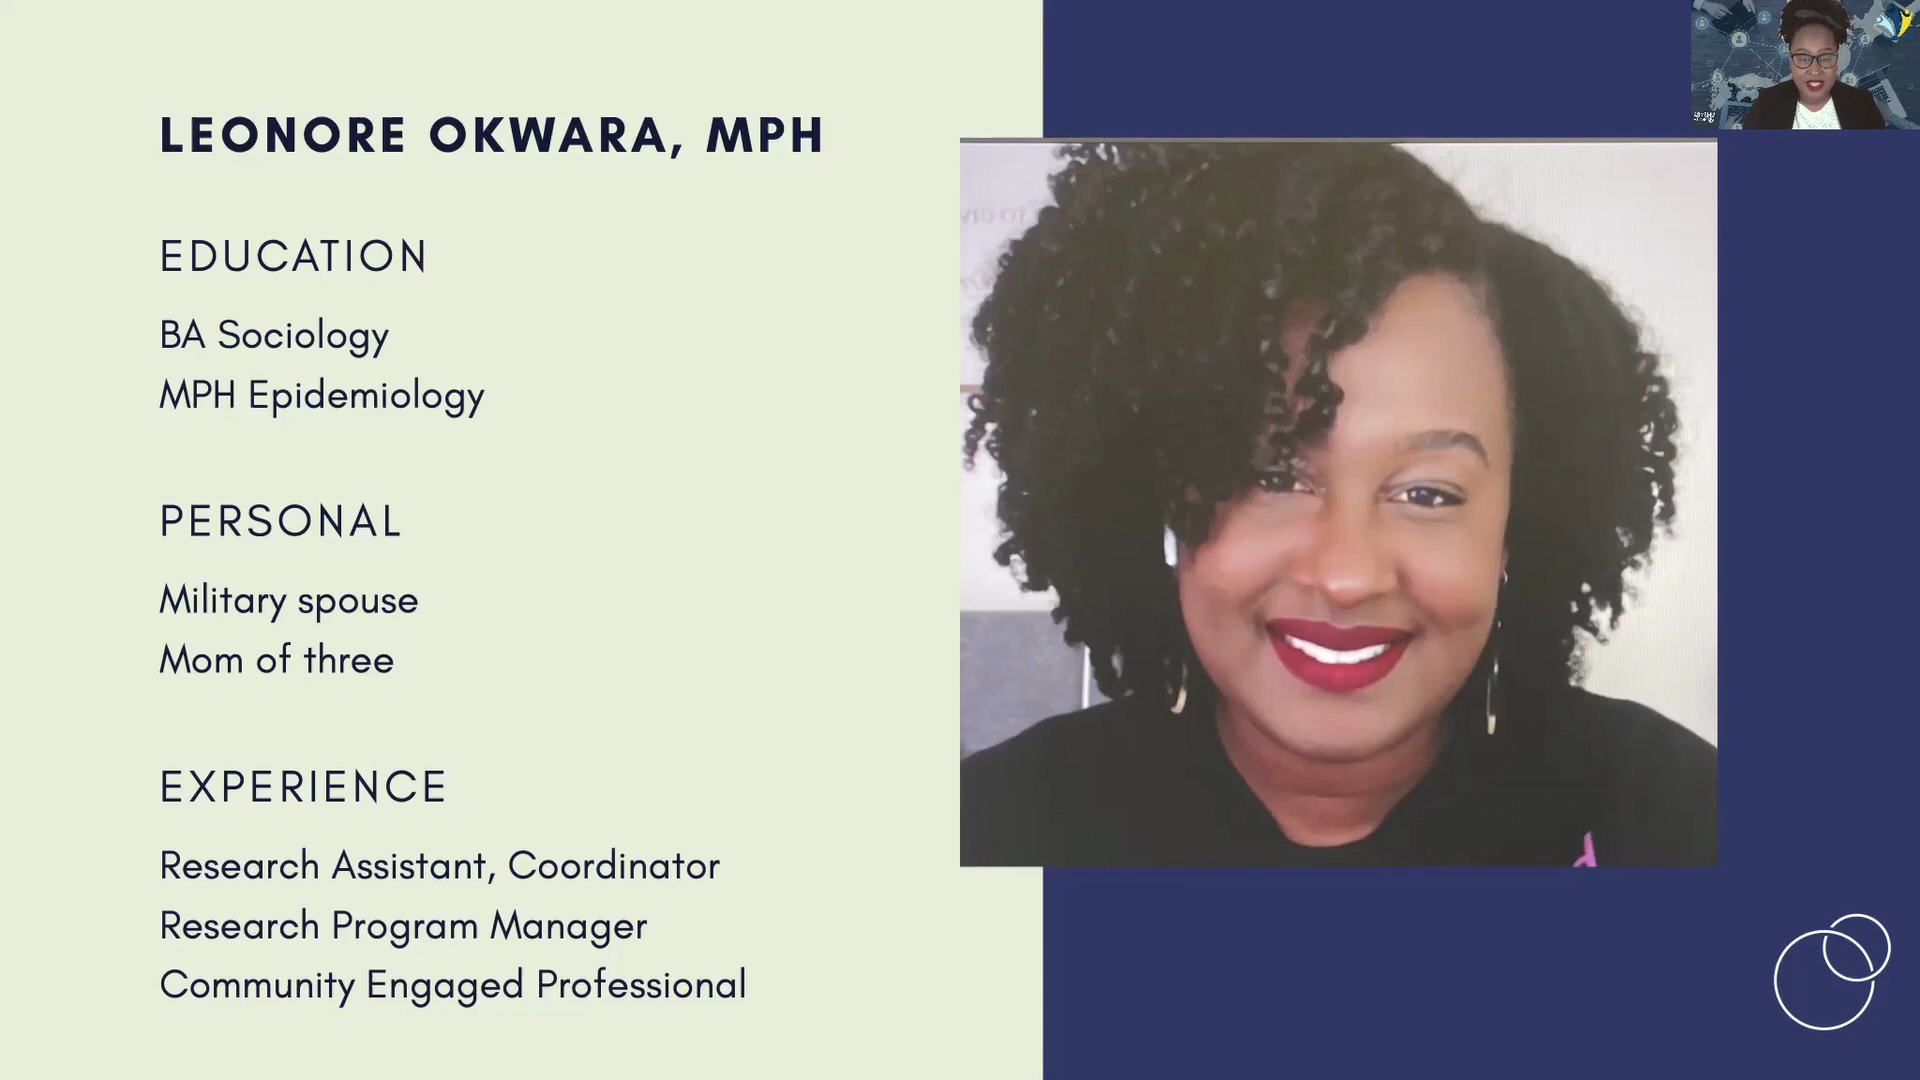 LEONORE OKWARA, MPH
EDUCATION
BA Sociology
MPH Epidemiology
PERSONAL
Military spouse
Mom of three
EXPERIENCE
Research Assistant, Coordinator
Research Program Manager
Community Engaged Professional